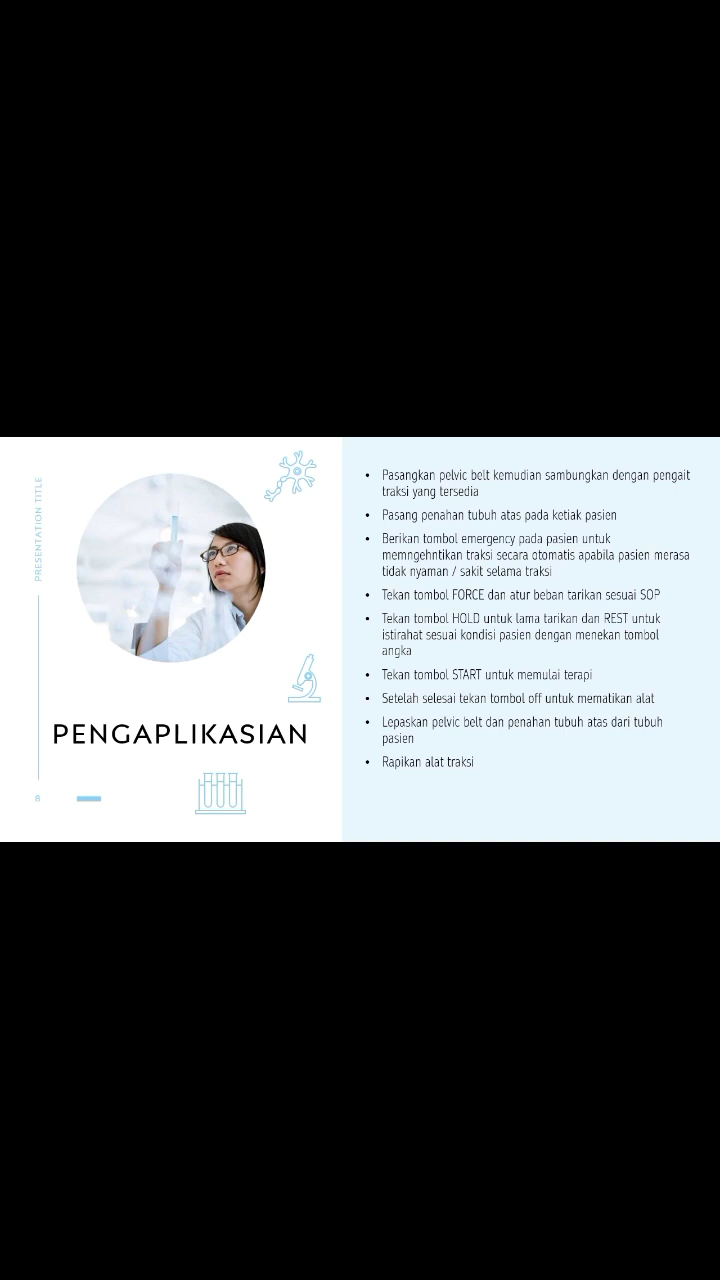 PRESENTATION TITLE
PENGAPLIKASIAN
8
• Pasangkan pelvic belt kemudian sambungkan dengan pengait
traksi yang tersedia
• Pasang penahan tubuh atas pada ketiak pasien
• Berikan tombol emergency pada pasien untuk
memngehntikan traksi secara otomatis apabila pasien merasa
tidak nyaman / sakit selama traksi
• Tekan tombol FORCE dan atur beban tarikan sesuai SOP
• Tekan tombol HOLD untuk lama tarikan dan REST untuk
istirahat sesuai kondisi pasien dengan menekan tombol
angka
• Tekan tombol START untuk memulai terapi
• Setelah selesai tekan tombol off untuk mematikan alat
• Lepaskan pelvic belt dan penahan tubuh atas dari tubuh
pasien
• Rapikan alat traksi